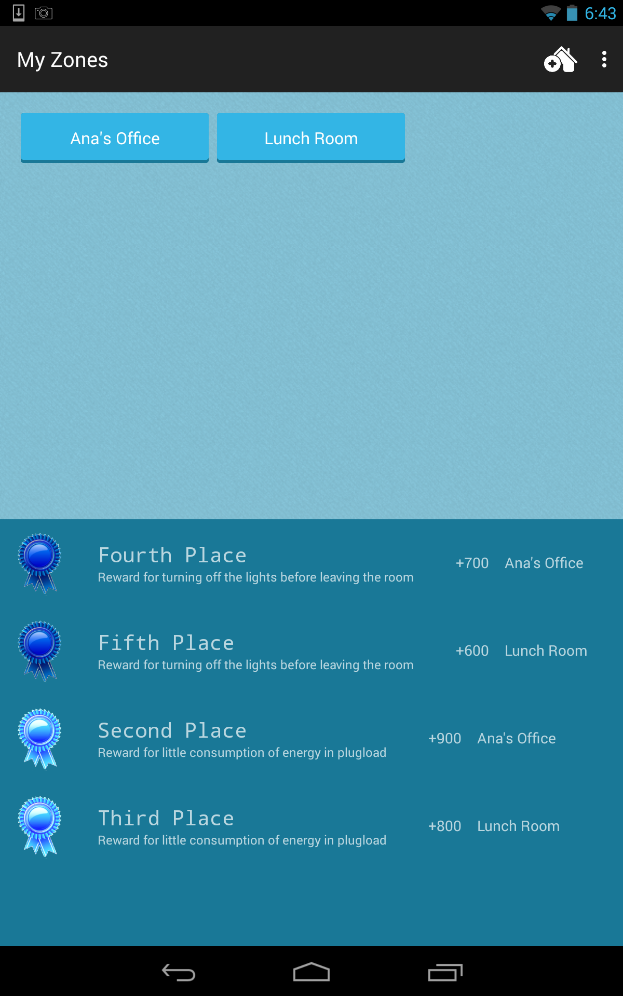 6:43
My Zones
Ana's Office
Lunch Room
Fourth Place
Reward for turning off the lights before leaving the room
+700 Ana's Office
Fifth Place
Reward for turning off the lights before leaving the room
+600 Lunch Room
Second Place
Reward for little consumption of energy in plugload
+900 Ana's Office
Third Place
Reward for little consumption of energy in plugload
+800 Lunch Room